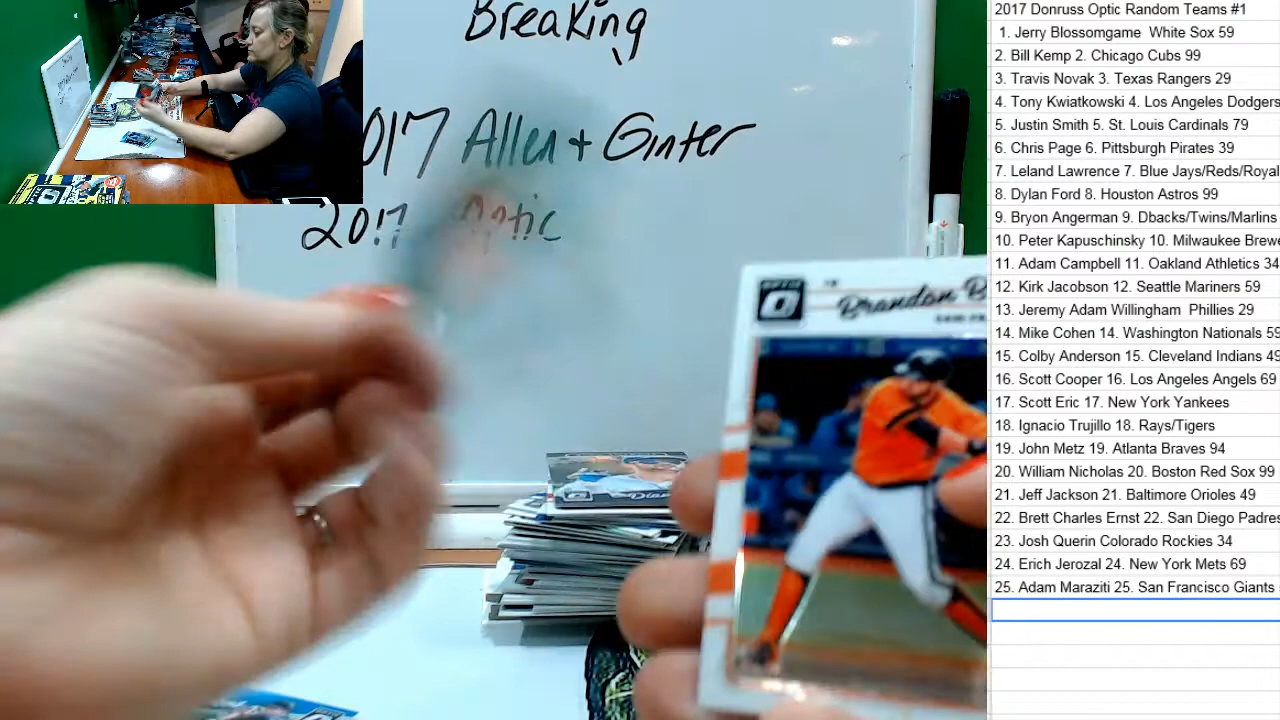 Breaking
017 Allen + Ginter
2017 Optic
OPTIC
Brandon B
2017 Donruss Optic Random Teams #1
1. Jerry Blossomgame White Sox 59
2. Bill Kemp 2. Chicago Cubs 99
3. Travis Novak 3. Texas Rangers 29
4. Tony Kwiatkowski 4. Los Angeles Dodgers
5. Justin Smith 5. St. Louis Cardinals 79
6. Chris Page 6. Pittsburgh Pirates 39
7. Leland Lawrence 7. Blue Jays/Reds/Royal
8. Dylan Ford 8. Houston Astros 99
9. Bryon Angerman 9. Dbacks/Twins/Marlins
10. Peter Kapuschinsky 10. Milwaukee Brewe
11. Adam Campbell 11. Oakland Athletics 34
12. Kirk Jacobson 12. Seattle Mariners 59
13. Jeremy Adam Willingham Phillies 29
14. Mike Cohen 14. Washington Nationals 59
15. Colby Anderson 15. Cleveland Indians 49
16. Scott Cooper 16. Los Angeles Angels 69
17. Scott Eric 17. New York Yankees
18. Ignacio Trujillo 18. Rays/Tigers
19. John Metz 19. Atlanta Braves 94
20. William Nicholas 20. Boston Red Sox 99
21. Jeff Jackson 21. Baltimore Orioles 49
22. Brett Charles Ernst 22. San Diego Padres
23. Josh Querin Colorado Rockies 34
24. Erich Jerozal 24. New York Mets 69
25. Adam Maraziti 25. San Francisco Giants